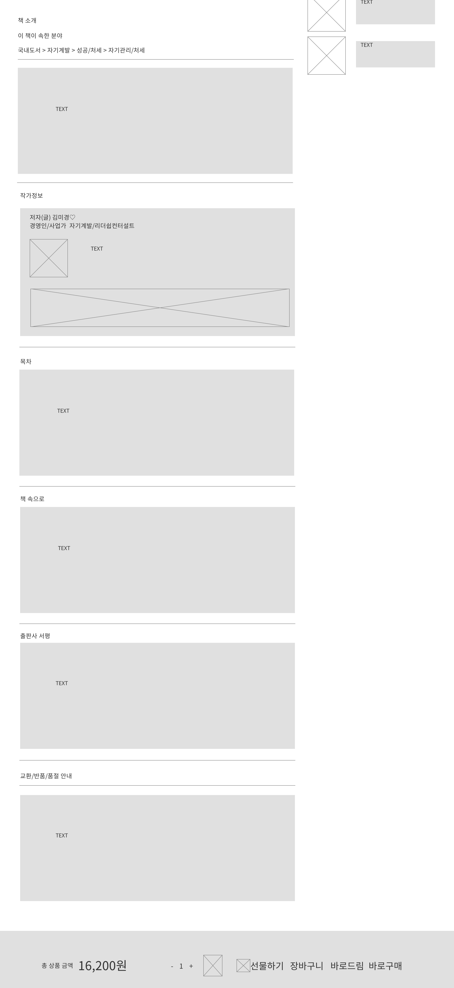 책 소개
이 책이 속한 분야
국내도서 > 자기계발 > 성공/처세 > 자기관리/처세
TEXT
작가정보
저자(글) 김미경♡
경영인/사업가 자기계발/리더쉽컨터설트
TEXT
목차
TEXT
책 속으로
TEXT
출판사 서평
TEXT
교환/반품/품절 안내
TEXT
TEXT
TEXT
총 상품 금액 16,200원 - 1 + 선물하기 장바구니 바로드림 바로구매